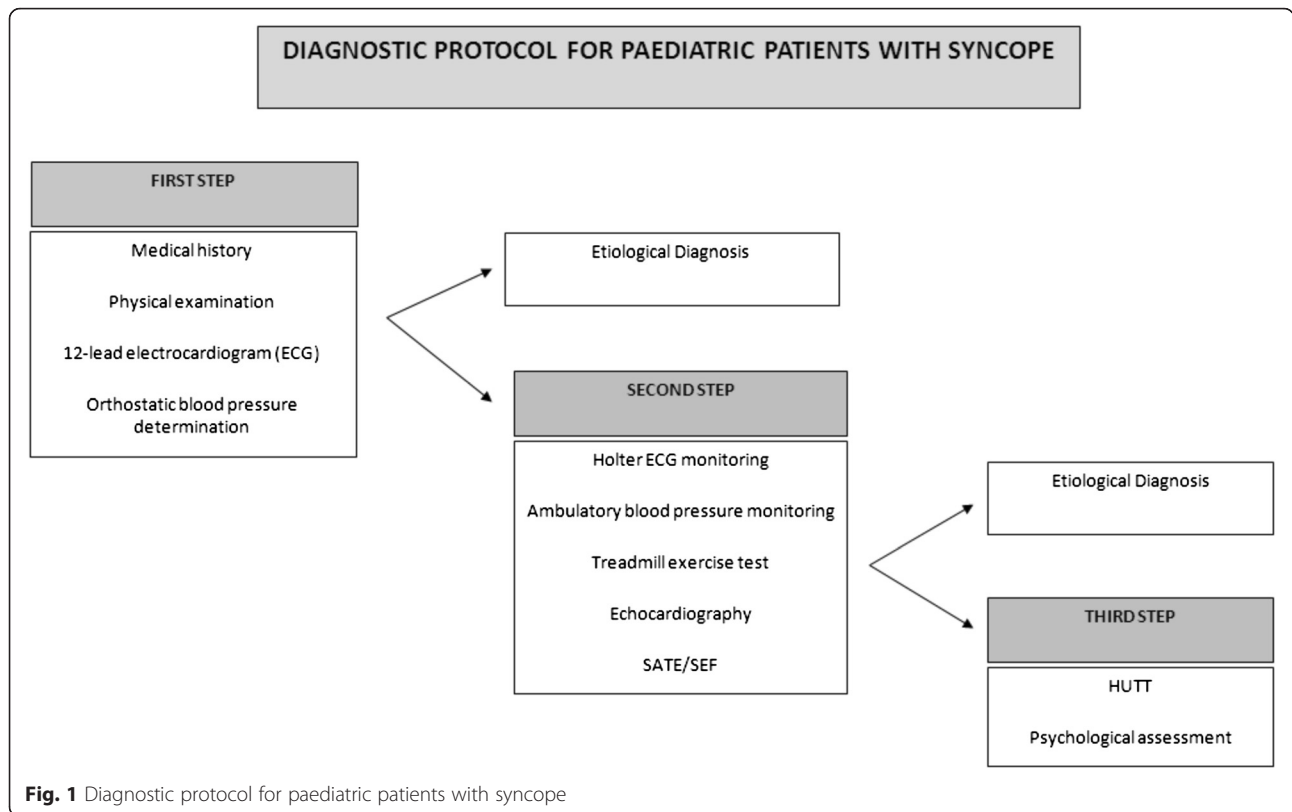 DIAGNOSTIC PROTOCOL FOR PAEDIATRIC PATIENTS WITH SYNCOPE
FIRST STEP
Medical history
Physical examination
12-lead electrocardiogram (ECG)
Orthostatic blood pressure
determination
Etiological Diagnosis
SECOND STEP
Holter ECG monitoring
Ambulatory blood pressure monitoring
Treadmill exercise test
Echocardiography
SATE/SEF
Etiological Diagnosis
THIRD STEP
HUTT
Psychological assessment
Fig. 1 Diagnostic protocol for paediatric patients with syncope